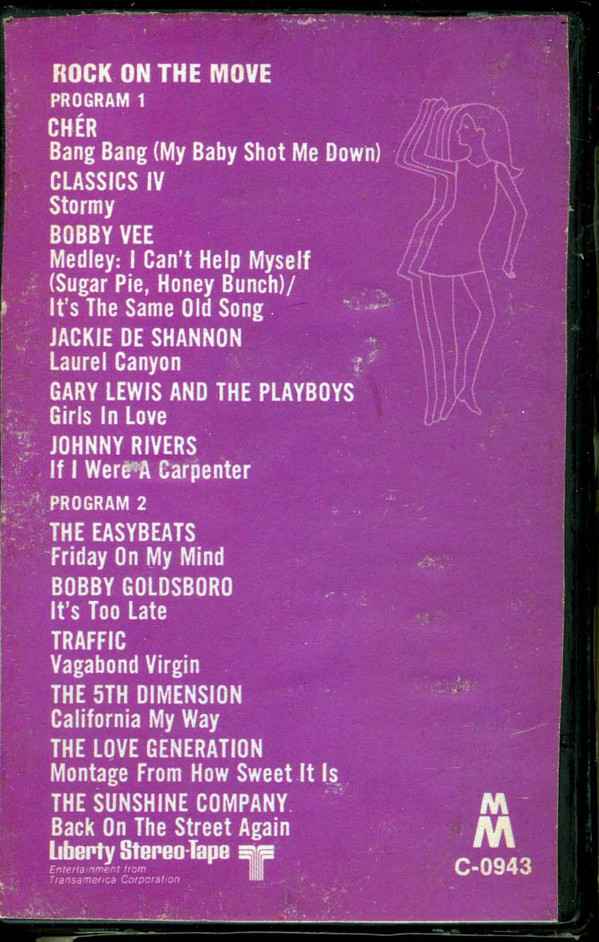 ROCK ON THE MOVE
PROGRAM 1
CHÉR
Bang Bang (My Baby Shot Me Down)
CLASSICS IV
Stormy
BOBBY VEE
Medley: I Can't Help Myself
(Sugar Pie, Honey Bunch)/
It's The Same Old Song
JACKIE DE SHANNON
Laurel Canyon
GARY LEWIS AND THE PLAYBOYS
Girls In Love
JOHNNY RIVERS
If I Were A Carpenter
PROGRAM 2
THE EASYBEATS
Friday On My Mind
BOBBY GOLDSBORO
It's Too Late
TRAFFIC
Vagabond Virgin
THE 5TH DIMENSION
California My Way
THE LOVE GENERATION
Montage From How Sweet It Is
THE SUNSHINE COMPANY
Back On The Street Again
Liberty Stereo-Tape
Entertainment from
Transamerica Corporation
M
M
C-0943